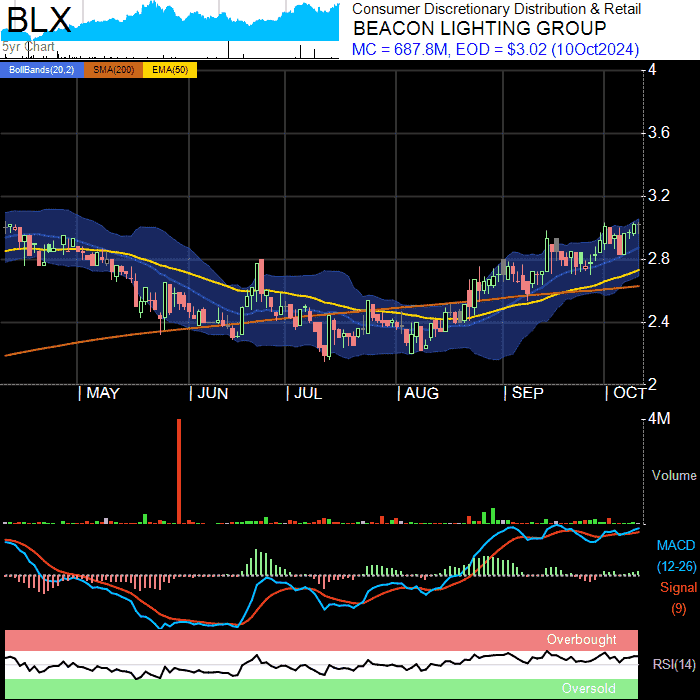 BLX
5yr Chart
Consumer Discretionary Distribution & Retail
BEACON LIGHTING GROUP
MC = 687.8M, EOD = $3.02 (10Oct2024)
BollBands(20,2) SMA(200) EMA(50)
4
3.6
3.2
2.8
2.4
2
| MAY | JUN | JUL | AUG | SEP | OCT
4M
Volume
MACD
(12-26)
Signal
(9)
Overbought
RSI(14)
Oversold